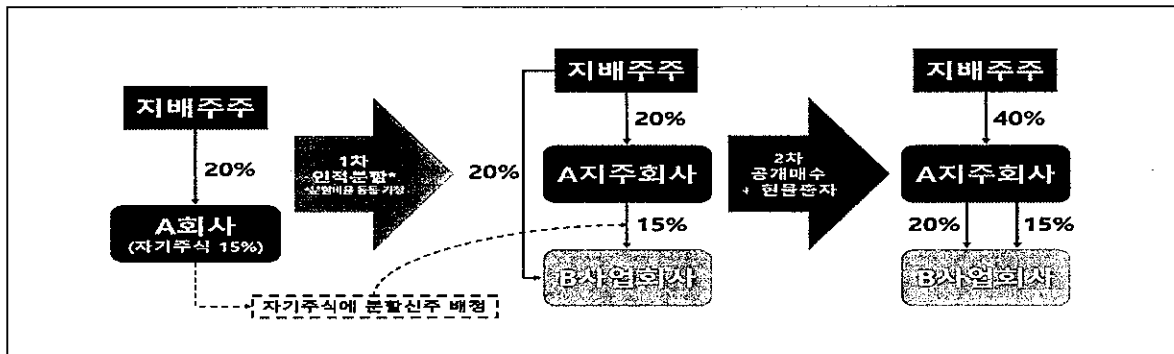 지배주주
20%
A회사
(자기주식 15%)
1차
인적분할*
자기주식에 분할신주 배정
지배주주
20%
20%
A지주회사
15%
B사업회사
2차
공개매수
+ 현물출자
지배주주
40%
A지주회사
20%
15%
B사업회사